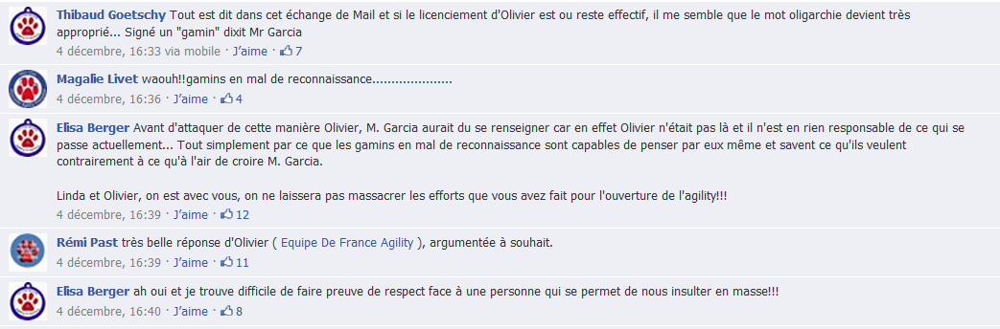 Thibaud Goetschy Tout est dit dans cet échange de Mail et si le licenciement d'Olivier est ou reste effectif, il me semble que le mot oligarchie devient très
approprié... Signé un "gamin" dixit Mr Garcia
4 décembre, 16:33 via mobile · J’aime · 7
Magalie Livet waouh!!gamins en mal de reconnaissance.....................
4 décembre, 16:36 · J’aime · 4
Elisa Berger Avant d'attaquer de cette manière Olivier, M. Garcia aurait du se renseigner car en effet Olivier n'était pas là et il n'est en rien responsable de ce qui se
passe actuellement... Tout simplement par ce que les gamins en mal de reconnaissance sont capables de penser par eux même et savent ce qu'ils veulent
contrairement à ce qu'à l'air de croire M. Garcia.
Linda et Olivier, on est avec vous, on ne laissera pas massacrer les efforts que vous avez fait pour l'ouverture de l'agility!!!
4 décembre, 16:39 · J’aime · 12
Rémi Past très belle réponse d'Olivier ( Equipe De France Agility ), argumentée à souhait.
4 décembre, 16:39 · J’aime · 11
Elisa Berger ah oui et je trouve difficile de faire preuve de respect face à une personne qui se permet de nous insulter en masse!!!
4 décembre, 16:40 · J’aime · 8